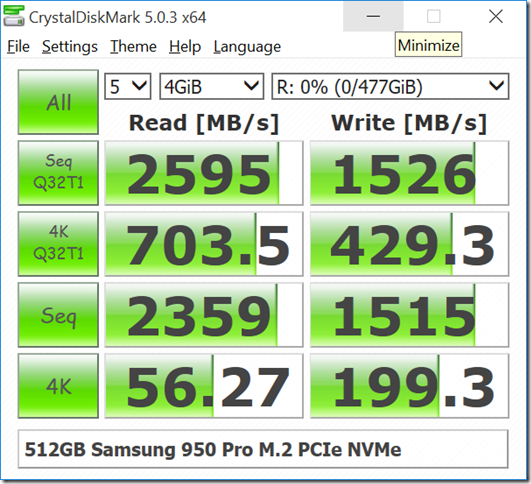 CrystalDiskMark 5.0.3 x64
File Settings Theme Help Language
Minimize
All
5 4GiB R: 0% (0/477GiB)
Read [MB/s] Write [MB/s]
Seq
Q32T1
2595 1526
4K
Q32T1
703.5 429.3
Seq 2359 1515
4K 56.27 199.3
512GB Samsung 950 Pro M.2 PCIe NVMe